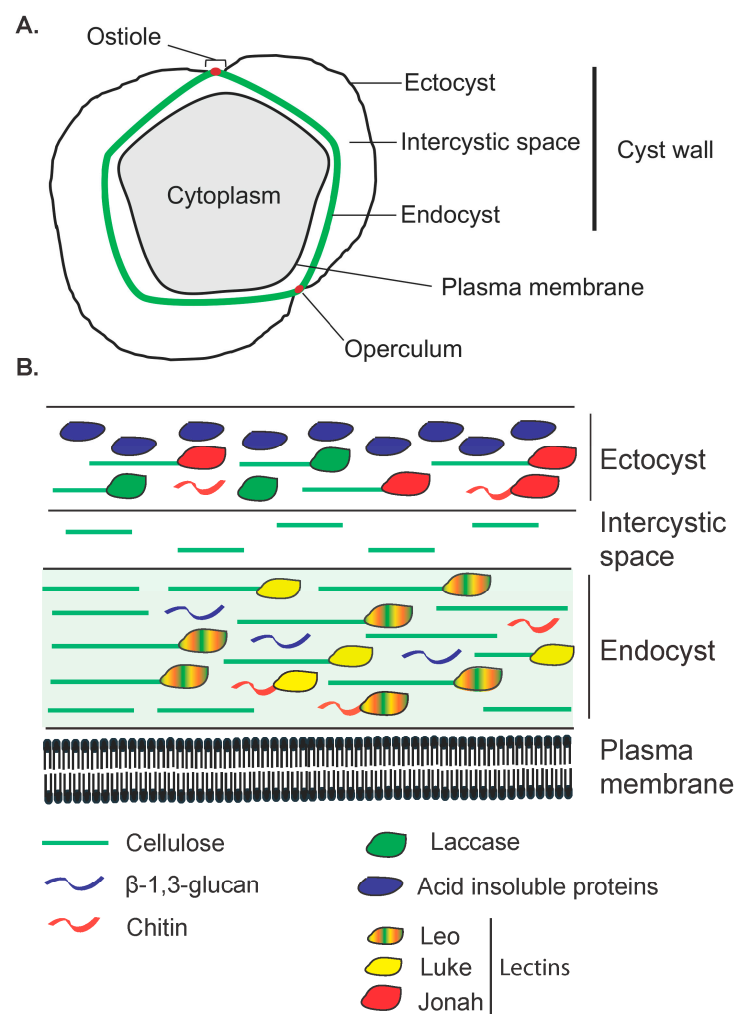 A.
Ostiole
Ectocyst
Intercystic space
Cyst wall
Cytoplasm
Endocyst
Plasma membrane
Operculum
B.
Ectocyst
Intercystic
space
Endocyst
Plasma
membrane
Cellulose
Laccase
β-1,3-glucan
Acid insoluble proteins
Chitin
Leo
Luke
Lectins
Jonah